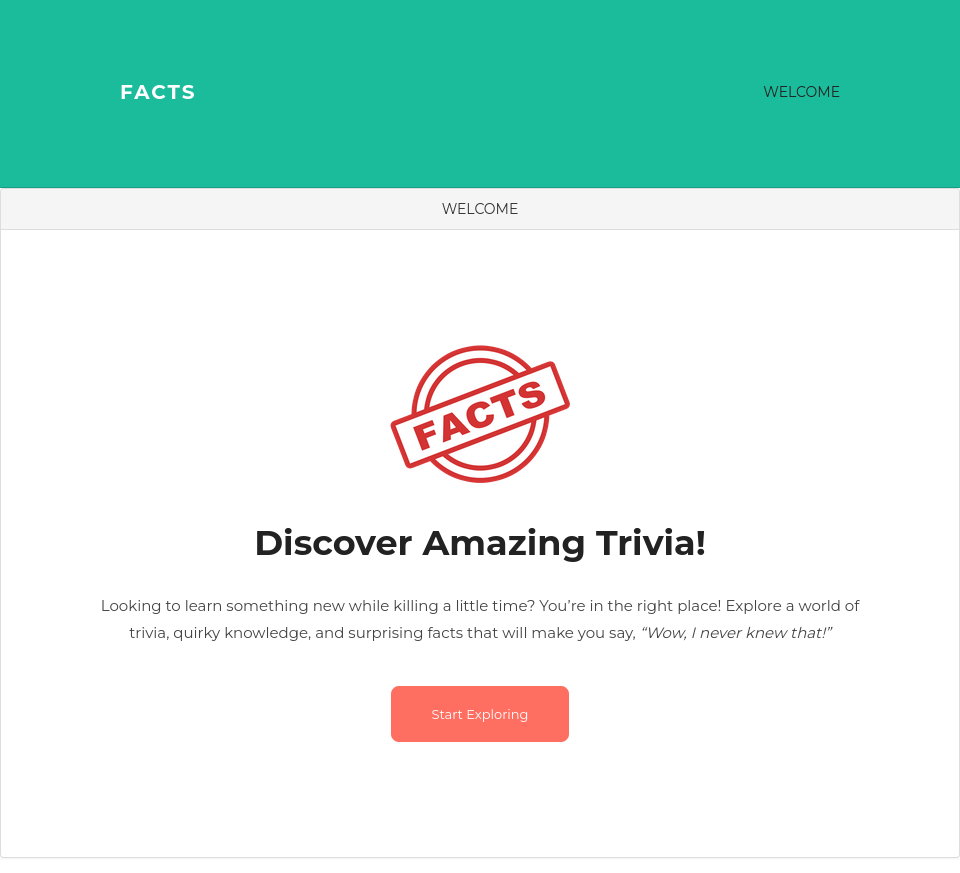 FACTS
WELCOME
WELCOME
FACTS
Discover Amazing Trivia!
Looking to learn something new while killing a little time? You’re in the right place! Explore a world of
trivia, quirky knowledge, and surprising facts that will make you say, “Wow, I never knew that!”
Start Exploring